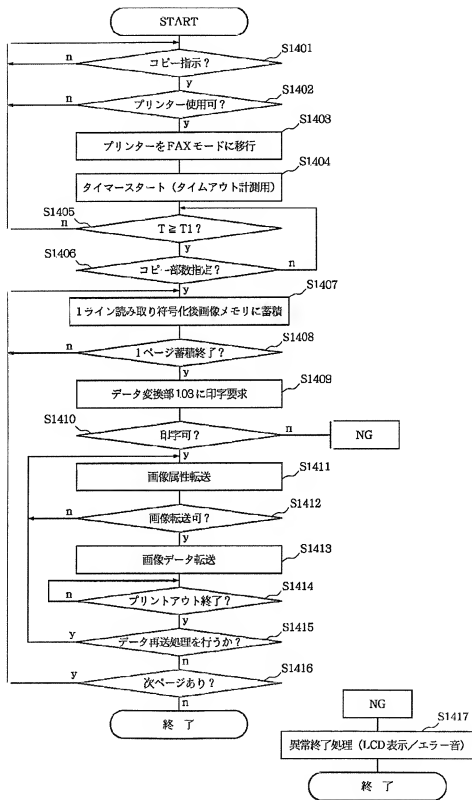 START
S1401
コピー指示?
n
y
S1402
プリンター使用可?
n
y
S1403
プリンターをFAXモードに移行
S1404
タイマースタート(タイムアウト計測用)
S1405
T≧T1?
n
y
S1406
コピー部数指定?
n
y
S1407
1ライン読み取り符号化後画像メモリに蓄積
S1408
1ページ蓄積終了?
n
y
S1409
データ変換部103に印字要求
S1410
印字可?
n
NG
y
S1411
画像属性転送
S1412
画像転送可?
n
y
S1413
画像データ転送
S1414
プリントアウト終了?
n
y
S1415
データ再送処理を行うか?
y
n
S1416
次ページあり?
y
n
終 了
NG
S1417
異常終了処理(LCD表示/エラー音)
終 了